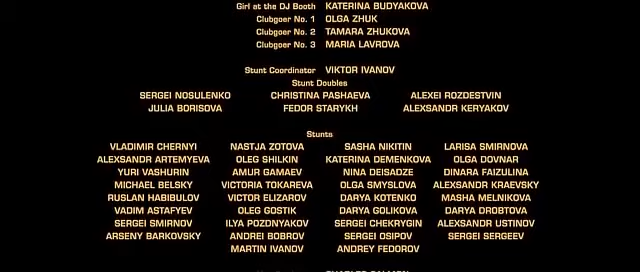 Girl at the DJ Booth KATERINA BUDYAKOVA
Clubgoer No. 1 OLGA ZHUK
Clubgoer No. 2 TAMARA ZHUKOVA
Clubgoer No. 3 MARIA LAVROVA
Stunt Coordinator VIKTOR IVANOV
Stunt Doubles
SERGEI NOSULENKO CHRISTINA PASHAEVA ALEXEI ROZDESTVIN
JULIA BORISOVA FEDOR STARYKH ALEXSANDR KERYAKOV
Stunts
VLADIMIR CHERNYI NASTJA ZOTOVA SASHA NIKITIN LARISA SMIRNOVA
ALEXSANDR ARTEMYEVA OLEG SHILKIN KATERINA DEMENKOVA OLGA DOVNAR
YURI VASHURIN AMUR GAMAEV NINA DEISADZE DINARA FAIZULINA
MICHAEL BELSKY VICTORIA TOKAREVA OLGA SMYSLOVA ALEXSANDR KRAEVSKY
RUSLAN HABIBULOV VICTOR ELIZAROV DARYA KOTENKO MASHA MELNIKOVA
VADIM ASTAFYEV OLEG GOSTIK DARYA GOLIKOVA DARYA DROBTOVA
SERGEI SMIRNOV ILYA POZDNYAKOV SERGEI CHEKRYGIN ALEXSANDR USTINOV
ARSENY BARKOVSKY ANDREI BOBROV SERGEI OSIPOV SERGEI SERGEEV
MARTIN IVANOV ANDREY FEDOROV